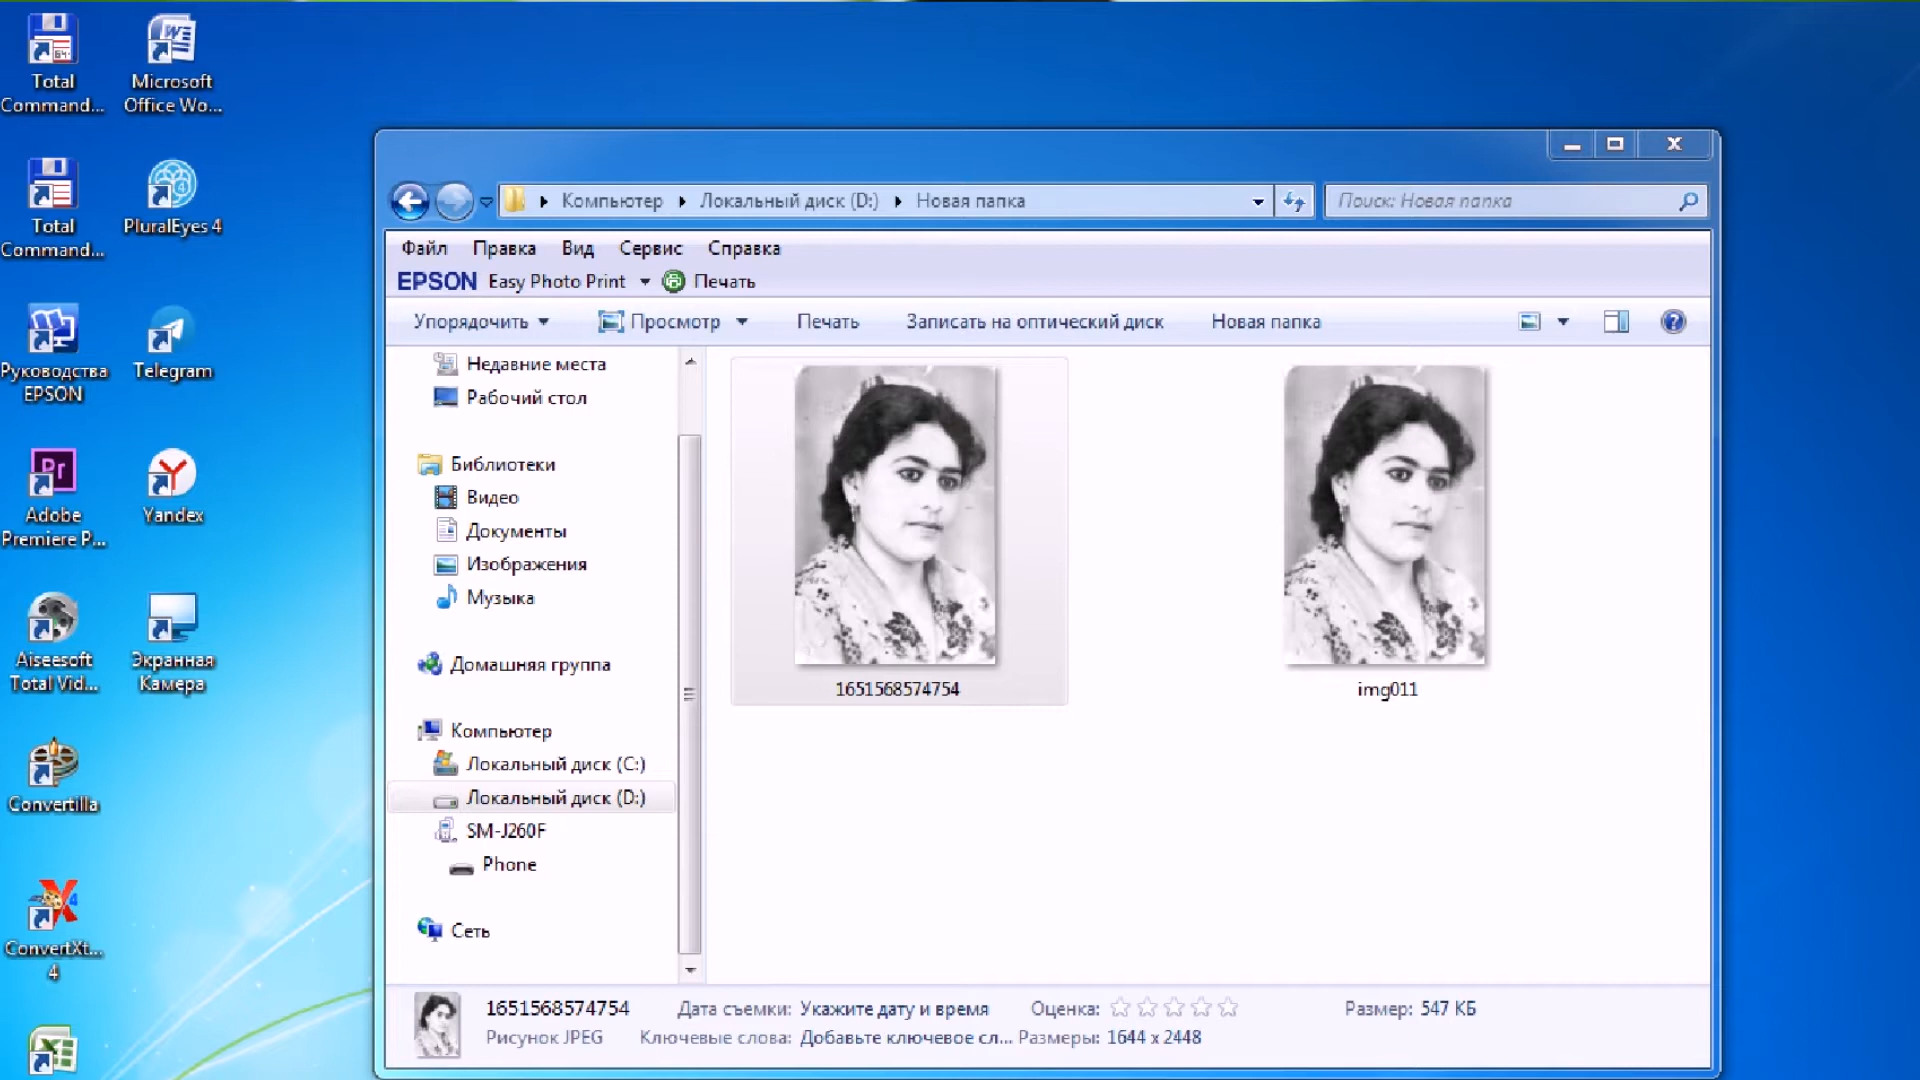 Total
Command...
Microsoft
Office Wo...
Total
Command...
PluralEyes 4
Руководства
EPSON
Telegram
Adobe
Premiere P...
Yandex
Aiseesoft
Total Vid...
Экранная
Камера
Convertilla
ConvertXt...
4
Компьютер
Локальный диск (D:)
Новая папка
Поиск: Новая папка
Файл Правка Вид Сервис Справка
EPSON Easy Photo Print Печать
Упорядочить Просмотр Печать Записать на оптический диск Новая папка
Недавние места
Рабочий стол
Библиотеки
Видео
Документы
Изображения
Музыка
Домашняя группа
Компьютер
Локальный диск (C:)
Локальный диск (D:)
SM-J260F
Phone
Сеть
1651568574754
img011
1651568574754 Дата съемки: Укажите дату и время Оценка: Размер: 547 КБ
Рисунок JPEG Ключевые слова: Добавьте ключевое сл... Размеры: 1644 x 2448